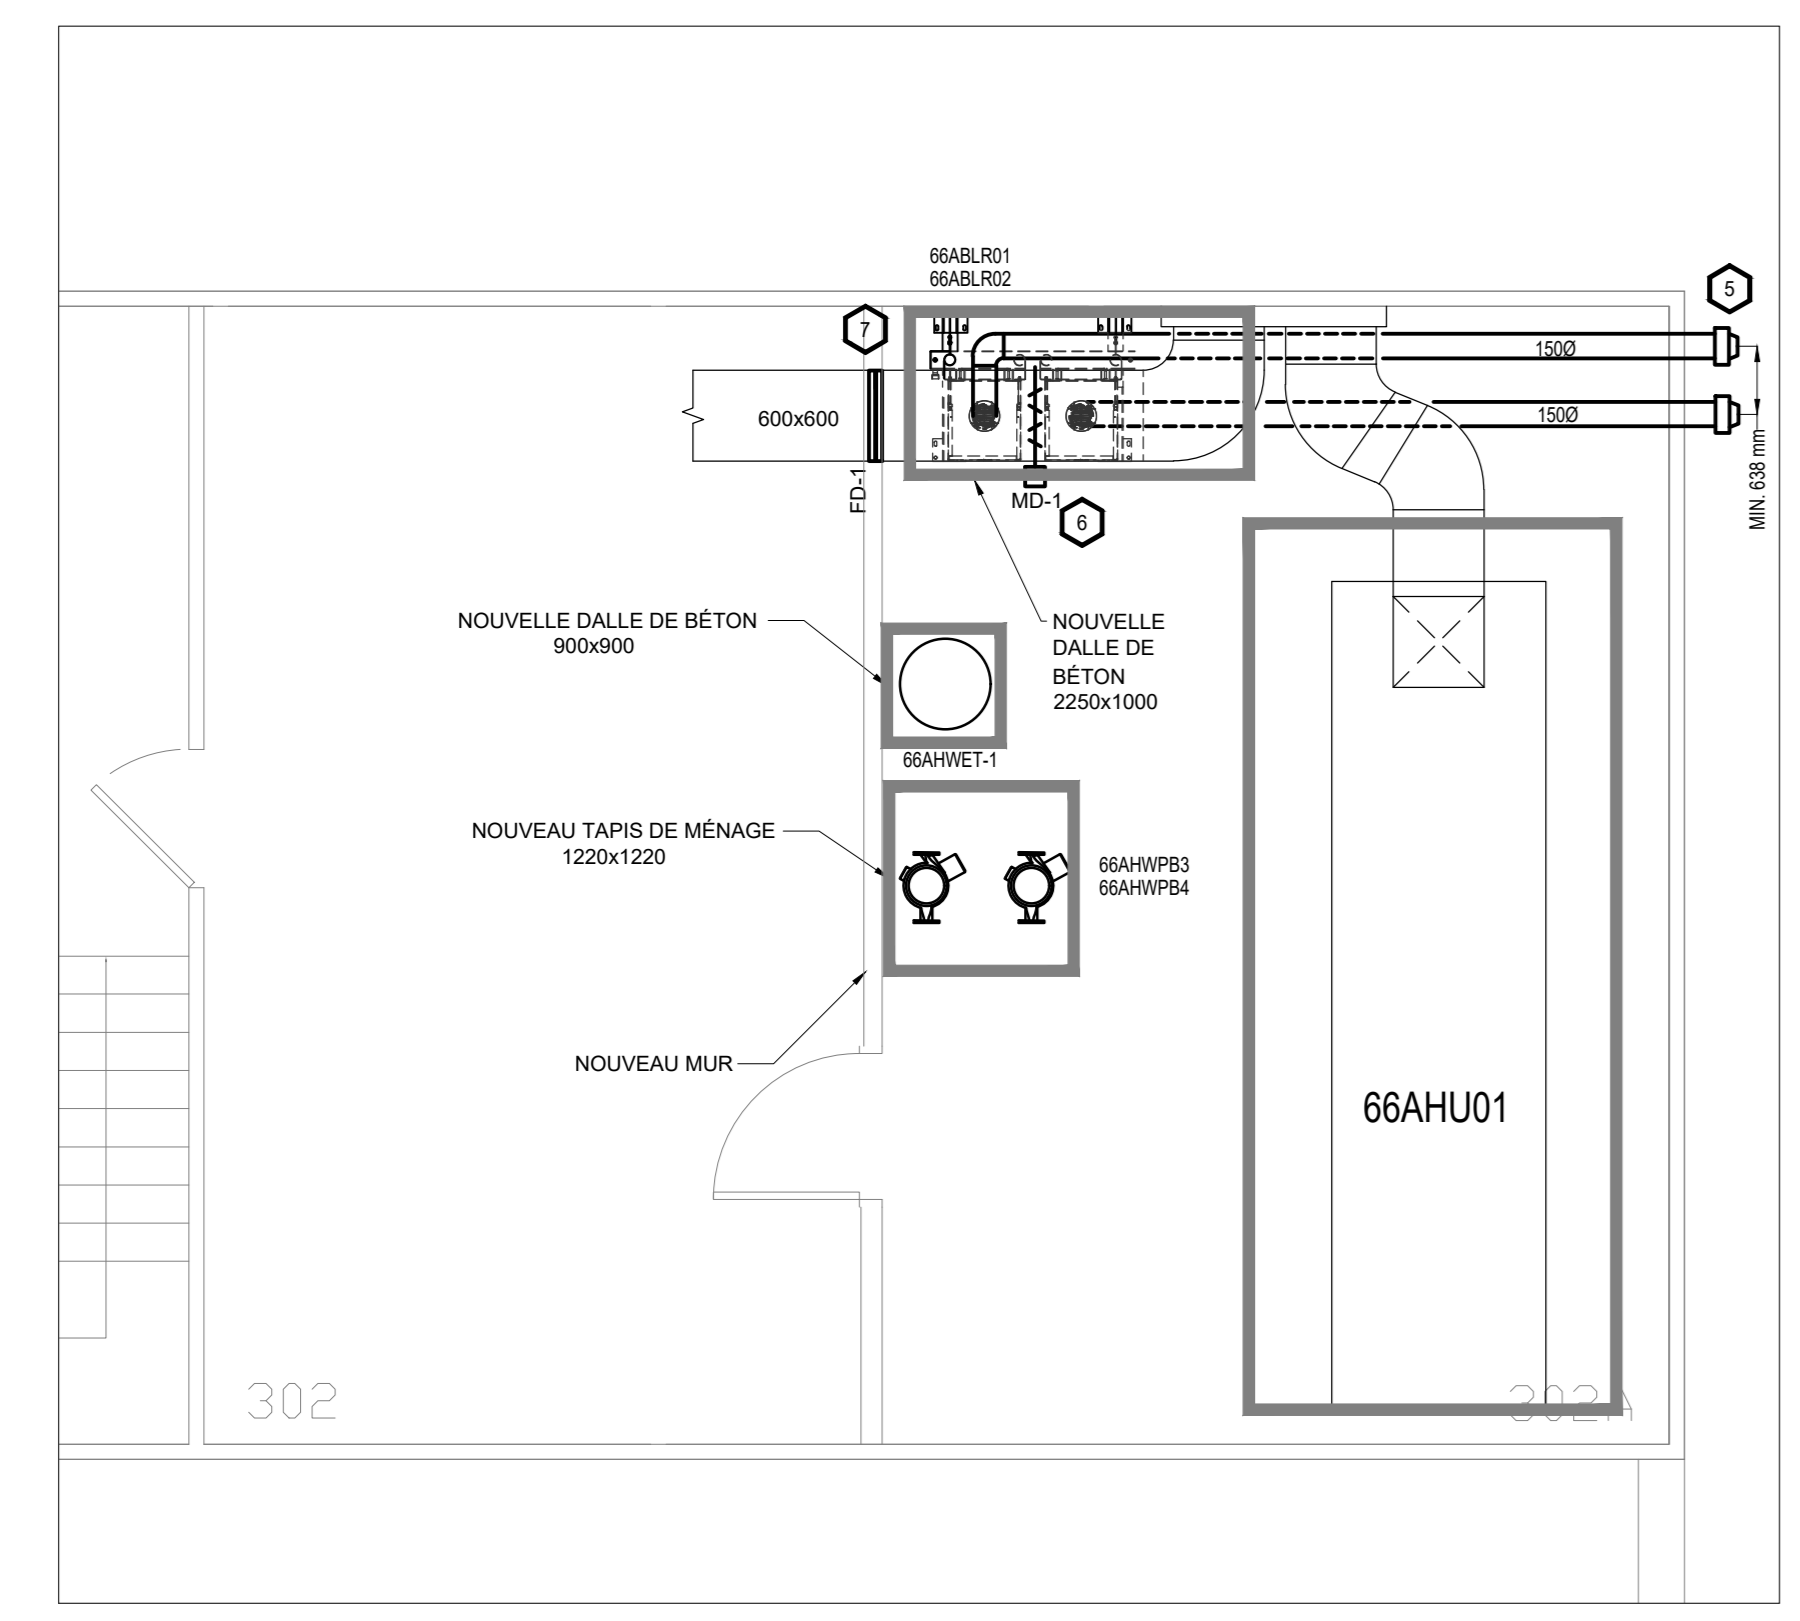 66ABLR01
66ABLR02
5
7
150Ø
600x600
150Ø
MIN. 638 mm
FD-1
MD-1
6
NOUVELLE DALLE DE BÉTON
900x900
NOUVELLE
DALLE DE
BÉTON
2250x1000
66AHWET-1
NOUVEAU TAPIS DE MÉNAGE
1220x1220
66AHWPB3
66AHWPB4
NOUVEAU MUR
66AHU01
302
302A